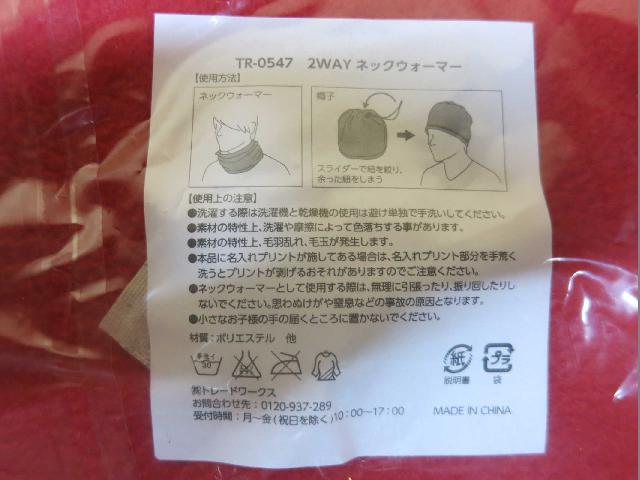 TR-0547 2WAY ネックウォーマー
【使用方法】
ネックウォーマー
帽子
スライダーで紐を絞り、
余った紐をしまう
【使用上の注意】
●洗濯する際は洗濯機と乾燥機の使用は避け単独で手洗いしてください。
●素材の特性上、洗濯や摩擦によって色落ちする事があります。
●素材の特性上、毛羽乱れ、毛玉が発生します。
●本品に名入れプリントが施してある場合は、名入れプリント部分を手荒く
洗うとプリントが剥げるおそれがありますのでご注意ください。
●ネックウォーマーとして使用する際は、無理に引張ったり、振り回したりし
ないでください。思わぬけがや窒息などの事故の原因となります。
●小さなお子様の手の届くところに置かないでください。
材質：ポリエステル 他
手洗イ
30
紙
説明書
プラ
袋
㈱トレードワークス
お問合わせ先：0120-937-289
受付時間：月～金(祝日を除く)10:00～17:00
MADE IN CHINA